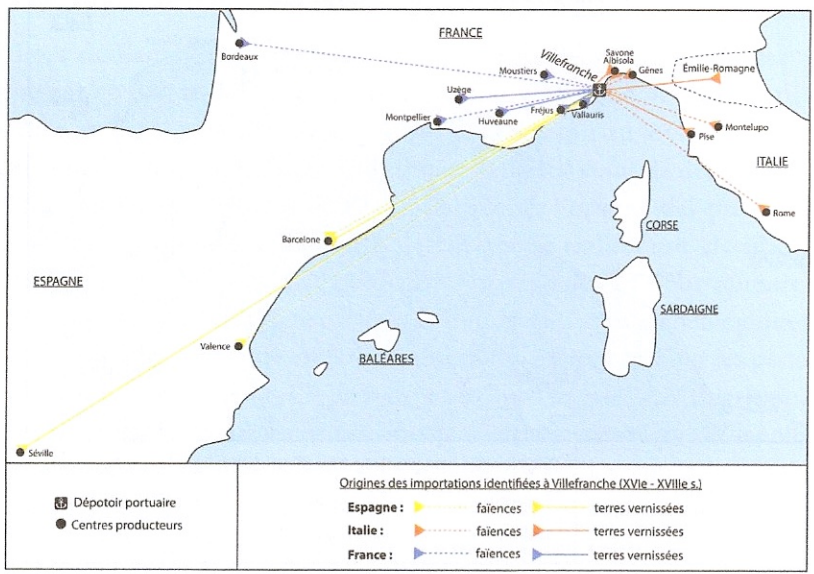 FRANCE
Bordeaux
Moustiers
Villefranche
Savone
Albisola
Gênes
Émilie-Romagne
Uzège
Montpellier
Huveaune
Fréjus
Vallauris
Pise
Montelupo
ITALIE
Rome
CORSE
Barcelone
ESPAGNE
SARDAIGNE
Valence
BALÉARES
Séville
Dépotoir portuaire
Centres producteurs
Origines des importations identifiées à Villefranche (XVIe - XVIIIe s.)
Espagne : faïences terres vernissées
Italie : faïences terres vernissées
France : faïences terres vernissées